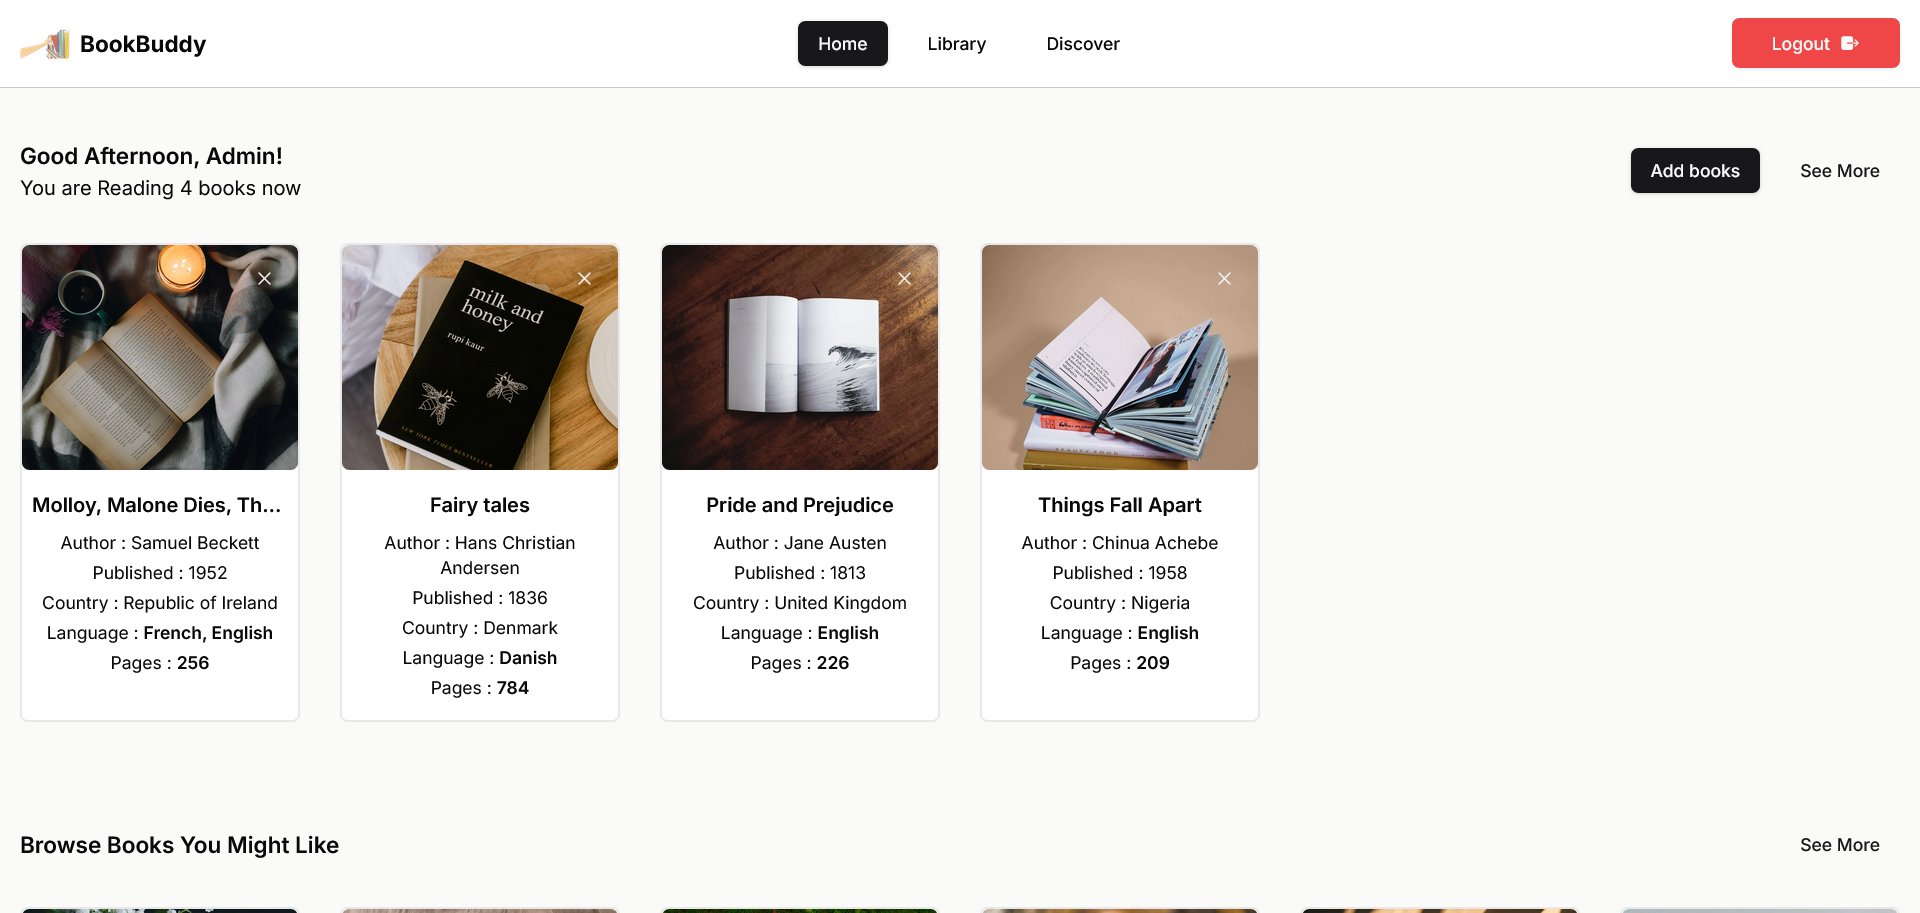 BookBuddy
Home
Library
Discover
Logout
Good Afternoon, Admin!
You are Reading 4 books now
Add books
See More
milk and
honey
rupi kaur
NEW YORK TIMES BESTSELLER
Molloy, Malone Dies, Th...
Author : Samuel Beckett
Published : 1952
Country : Republic of Ireland
Language : French, English
Pages : 256
Fairy tales
Author : Hans Christian
Andersen
Published : 1836
Country : Denmark
Language : Danish
Pages : 784
Pride and Prejudice
Author : Jane Austen
Published : 1813
Country : United Kingdom
Language : English
Pages : 226
Things Fall Apart
Author : Chinua Achebe
Published : 1958
Country : Nigeria
Language : English
Pages : 209
Browse Books You Might Like
See More